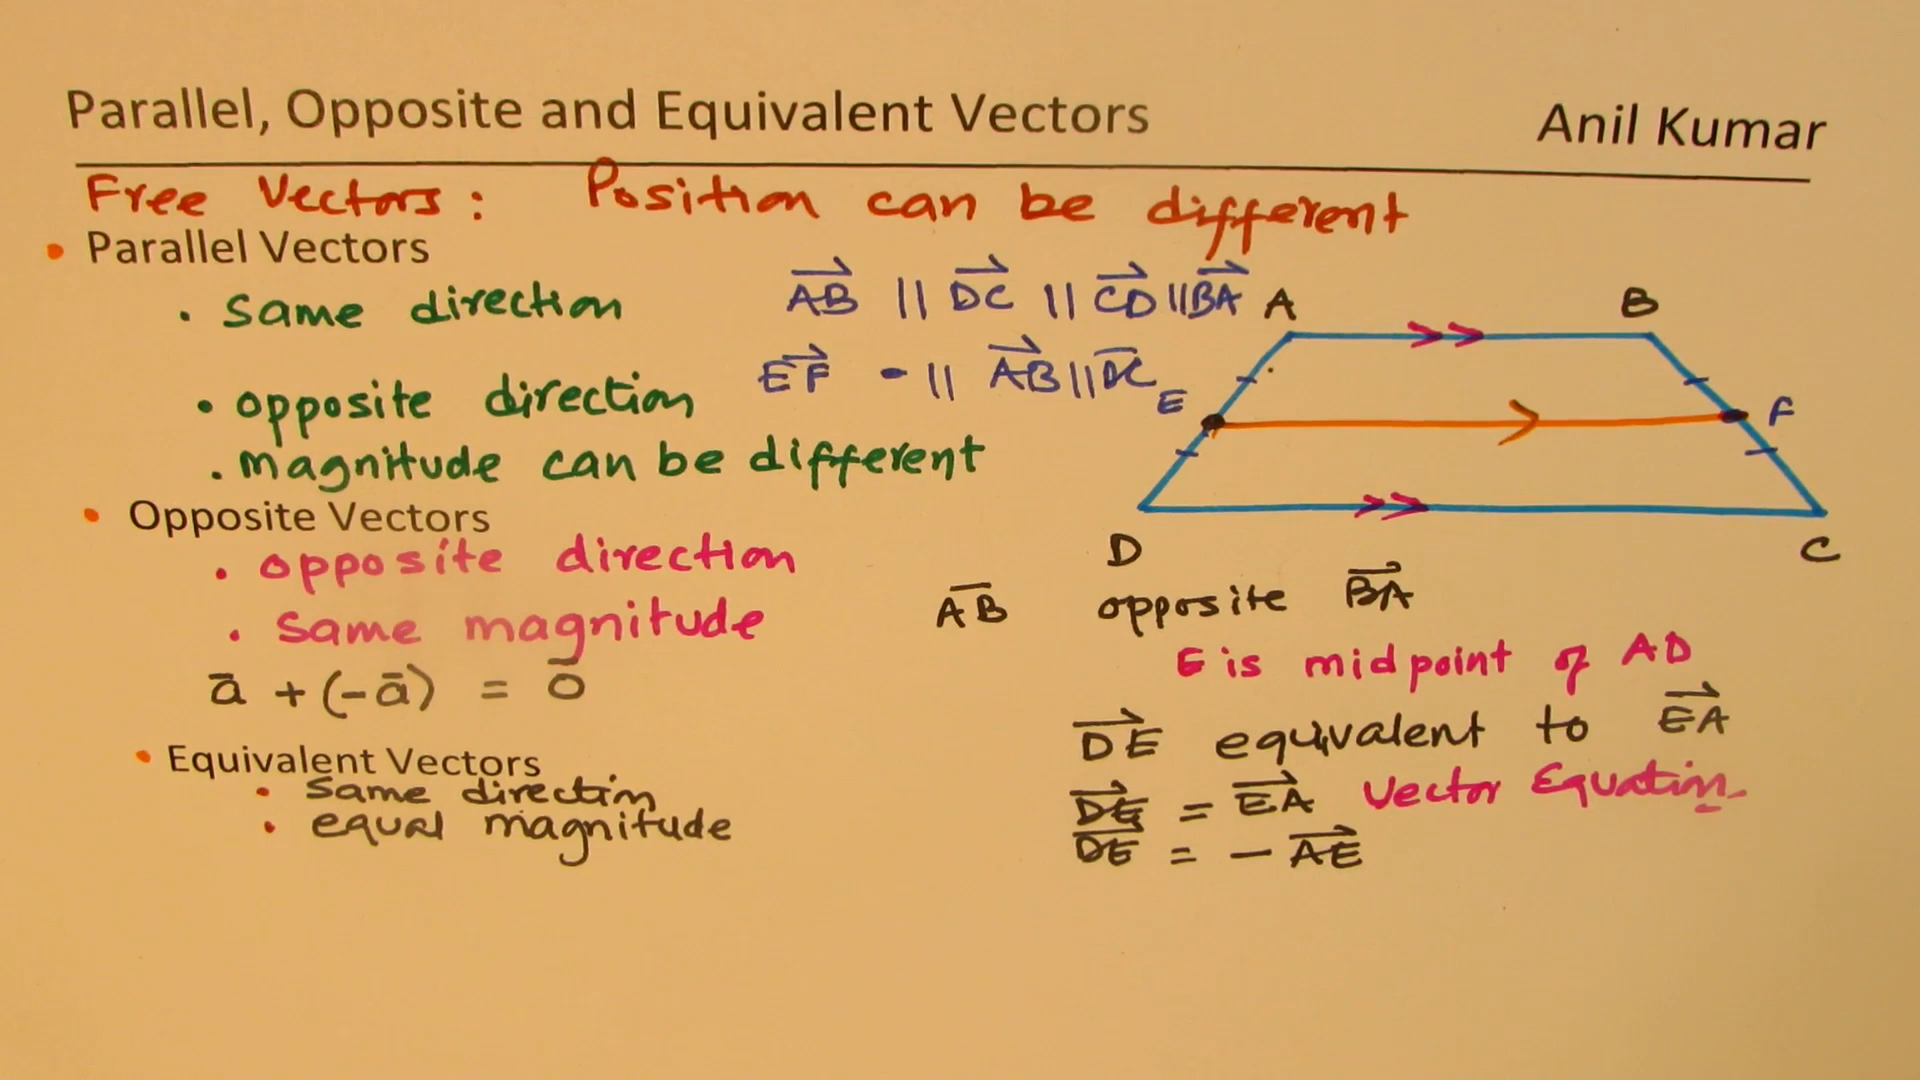 Parallel, Opposite and Equivalent Vectors
Anil Kumar
Free Vectors: Position can be different
• Parallel Vectors
• Same direction
AB || DC || CD || BA
• opposite direction
EF - || AB || DC
• magnitude can be different
A B
E F
D C
• Opposite Vectors
• opposite direction
AB opposite BA
• Same magnitude
E is midpoint of AD
a + (-a) = 0
DE equivalent to EA
• Equivalent Vectors
• Same direction
DE = EA Vector Equation
• equal magnitude
DE = - AE